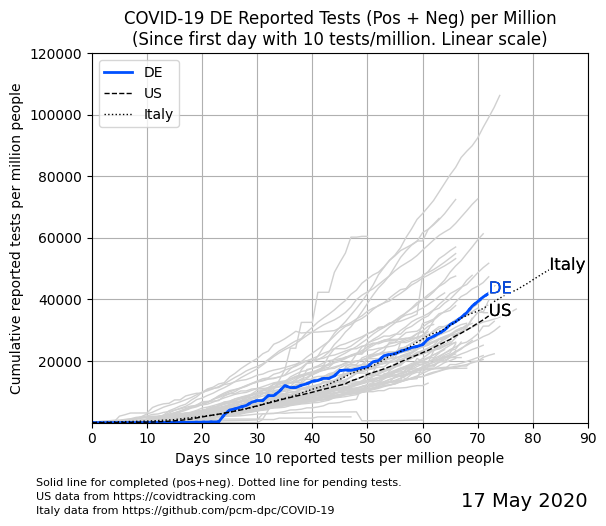 COVID-19 DE Reported Tests (Pos + Neg) per Million
(Since first day with 10 tests/million. Linear scale)
Cumulative reported tests per million people
120000
100000
80000
60000
40000
20000
DE
US
Italy
Italy
DE
US
0 10 20 30 40 50 60 70 80 90
Days since 10 reported tests per million people
Solid line for completed (pos+neg). Dotted line for pending tests.
US data from https://covidtracking.com
Italy data from https://github.com/pcm-dpc/COVID-19
17 May 2020